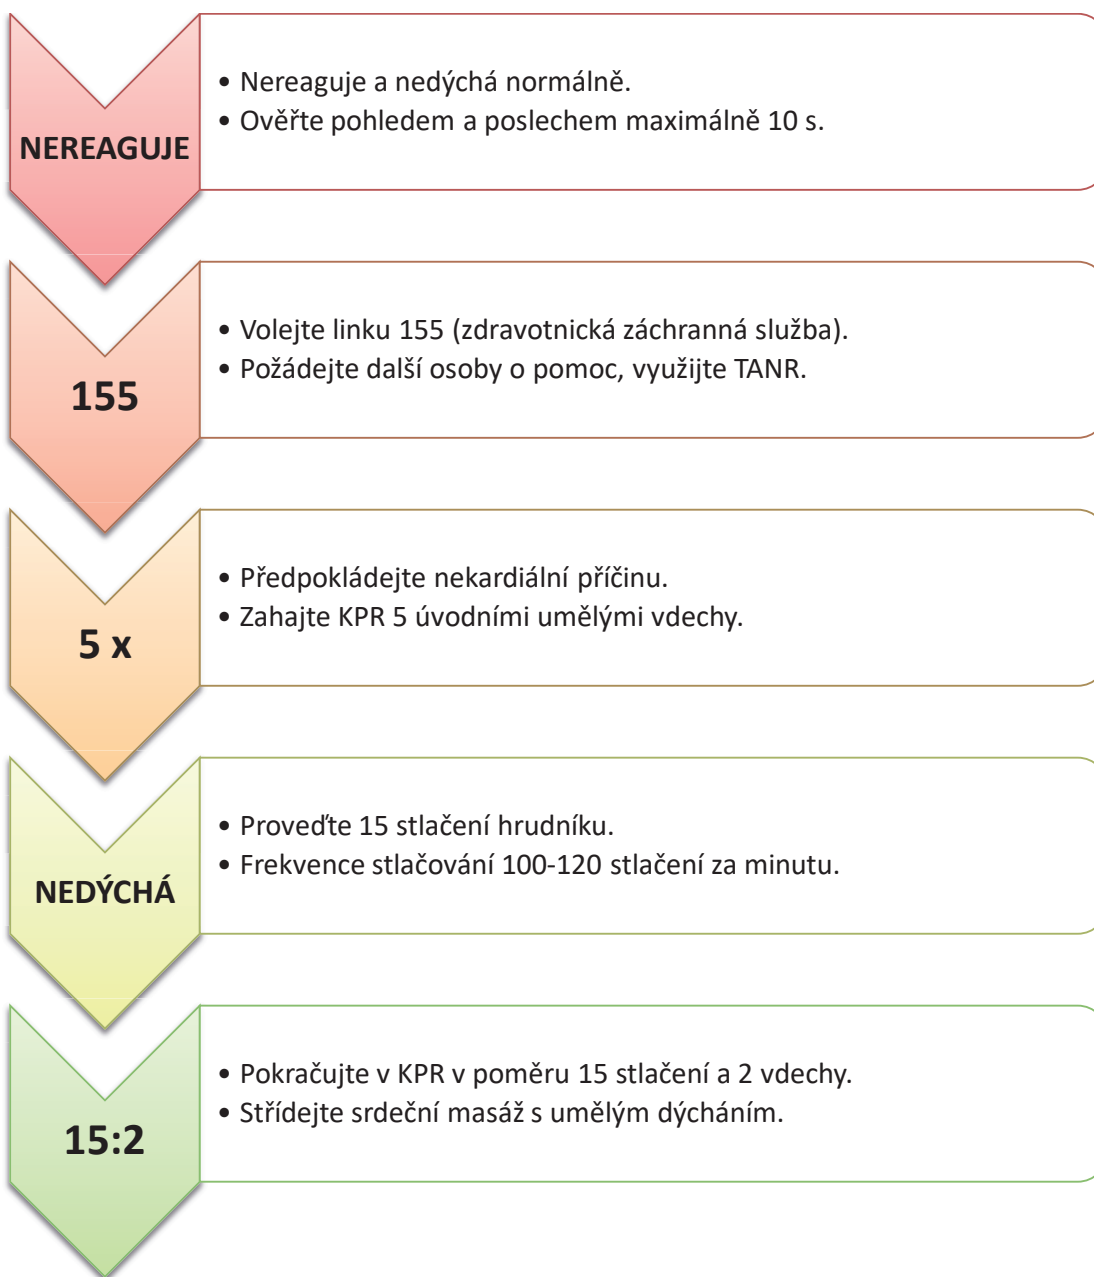 NEREAGUJE
• Nereaguje a nedýchá normálně.
• Ověřte pohledem a poslechem maximálně 10 s.
155
• Volejte linku 155 (zdravotnická záchranná služba).
• Požádejte další osoby o pomoc, využijte TANR.
5 x
• Předpokládejte nekardiální příčinu.
• Zahajte KPR 5 úvodními umělými vdechy.
NEDÝCHÁ
• Proveďte 15 stlačení hrudníku.
• Frekvence stlačování 100-120 stlačení za minutu.
15:2
• Pokračujte v KPR v poměru 15 stlačení a 2 vdechy.
• Střídejte srdeční masáž s umělým dýcháním.